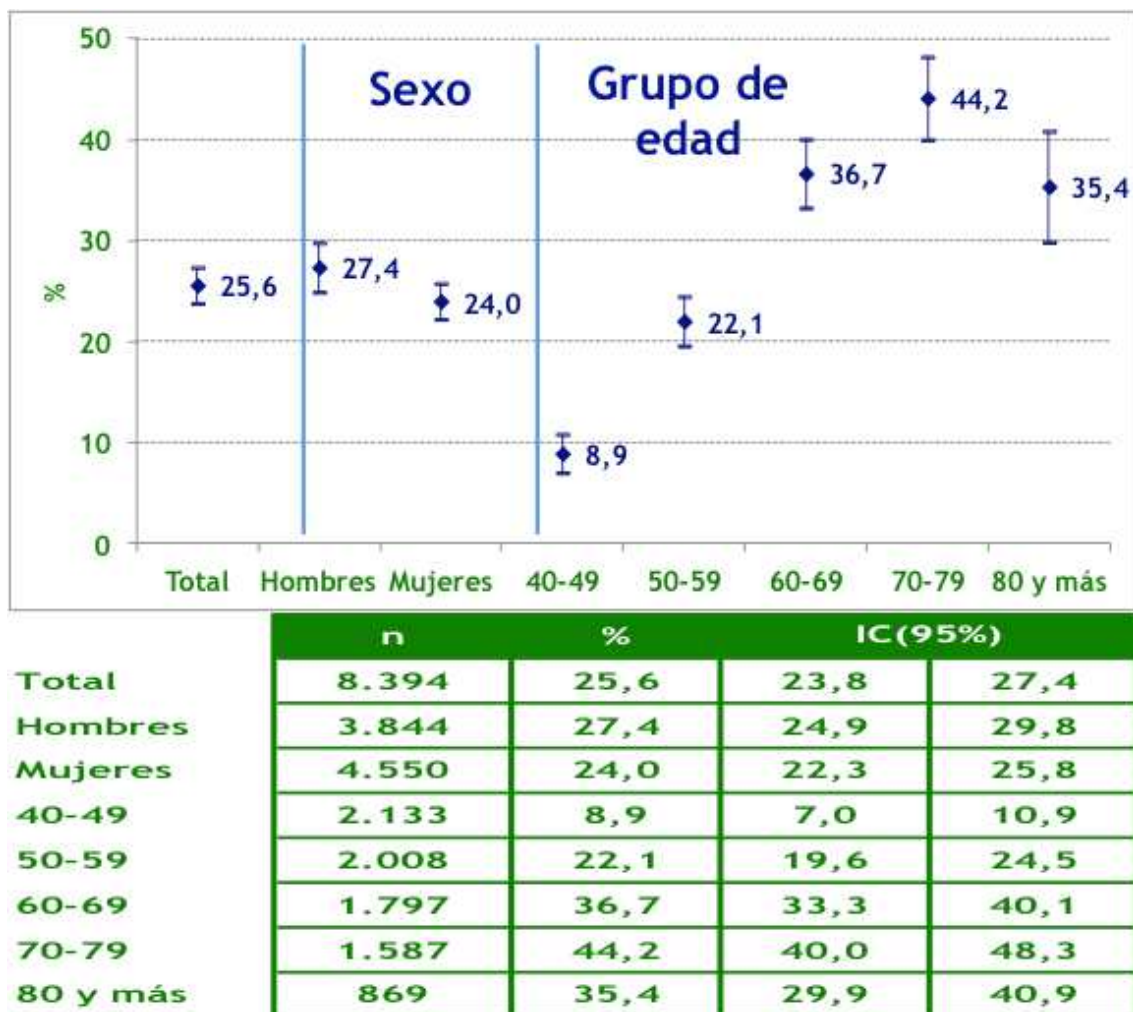 50
40
30
20
10
0
%
Sexo
Grupo de
edad
25,6
27,4
24,0
8,9
22,1
36,7
44,2
35,4
Total Hombres Mujeres 40-49 50-59 60-69 70-79 80 y más
n % IC(95%)
Total 8.394 25,6 23,8 27,4
Hombres 3.844 27,4 24,9 29,8
Mujeres 4.550 24,0 22,3 25,8
40-49 2.133 8,9 7,0 10,9
50-59 2.008 22,1 19,6 24,5
60-69 1.797 36,7 33,3 40,1
70-79 1.587 44,2 40,0 48,3
80 y más 869 35,4 29,9 40,9